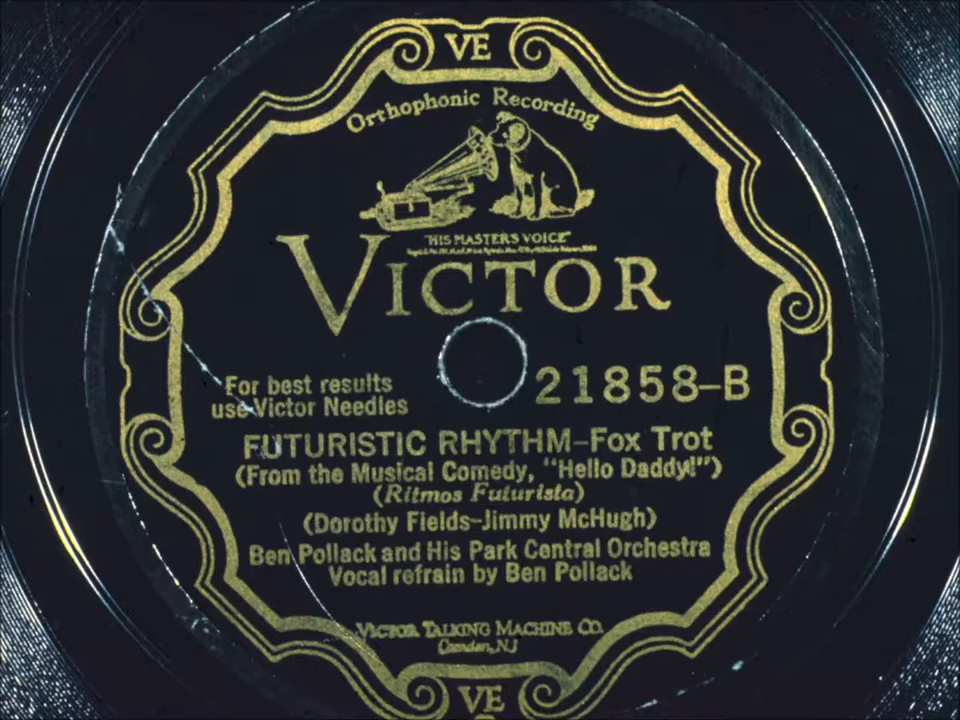 VE
Orthophonic Recording
"HIS MASTER'S VOICE"
VICTOR
For best results
use Victor Needles
21858-B
FUTURISTIC RHYTHM-Fox Trot
(From the Musical Comedy, "Hello Daddy!")
(Ritmos Futurista)
(Dorothy Fields-Jimmy McHugh)
Ben Pollack and His Park Central Orchestra
Vocal refrain by Ben Pollack
VICTOR TALKING MACHINE CO.
Camden, NJ
VE